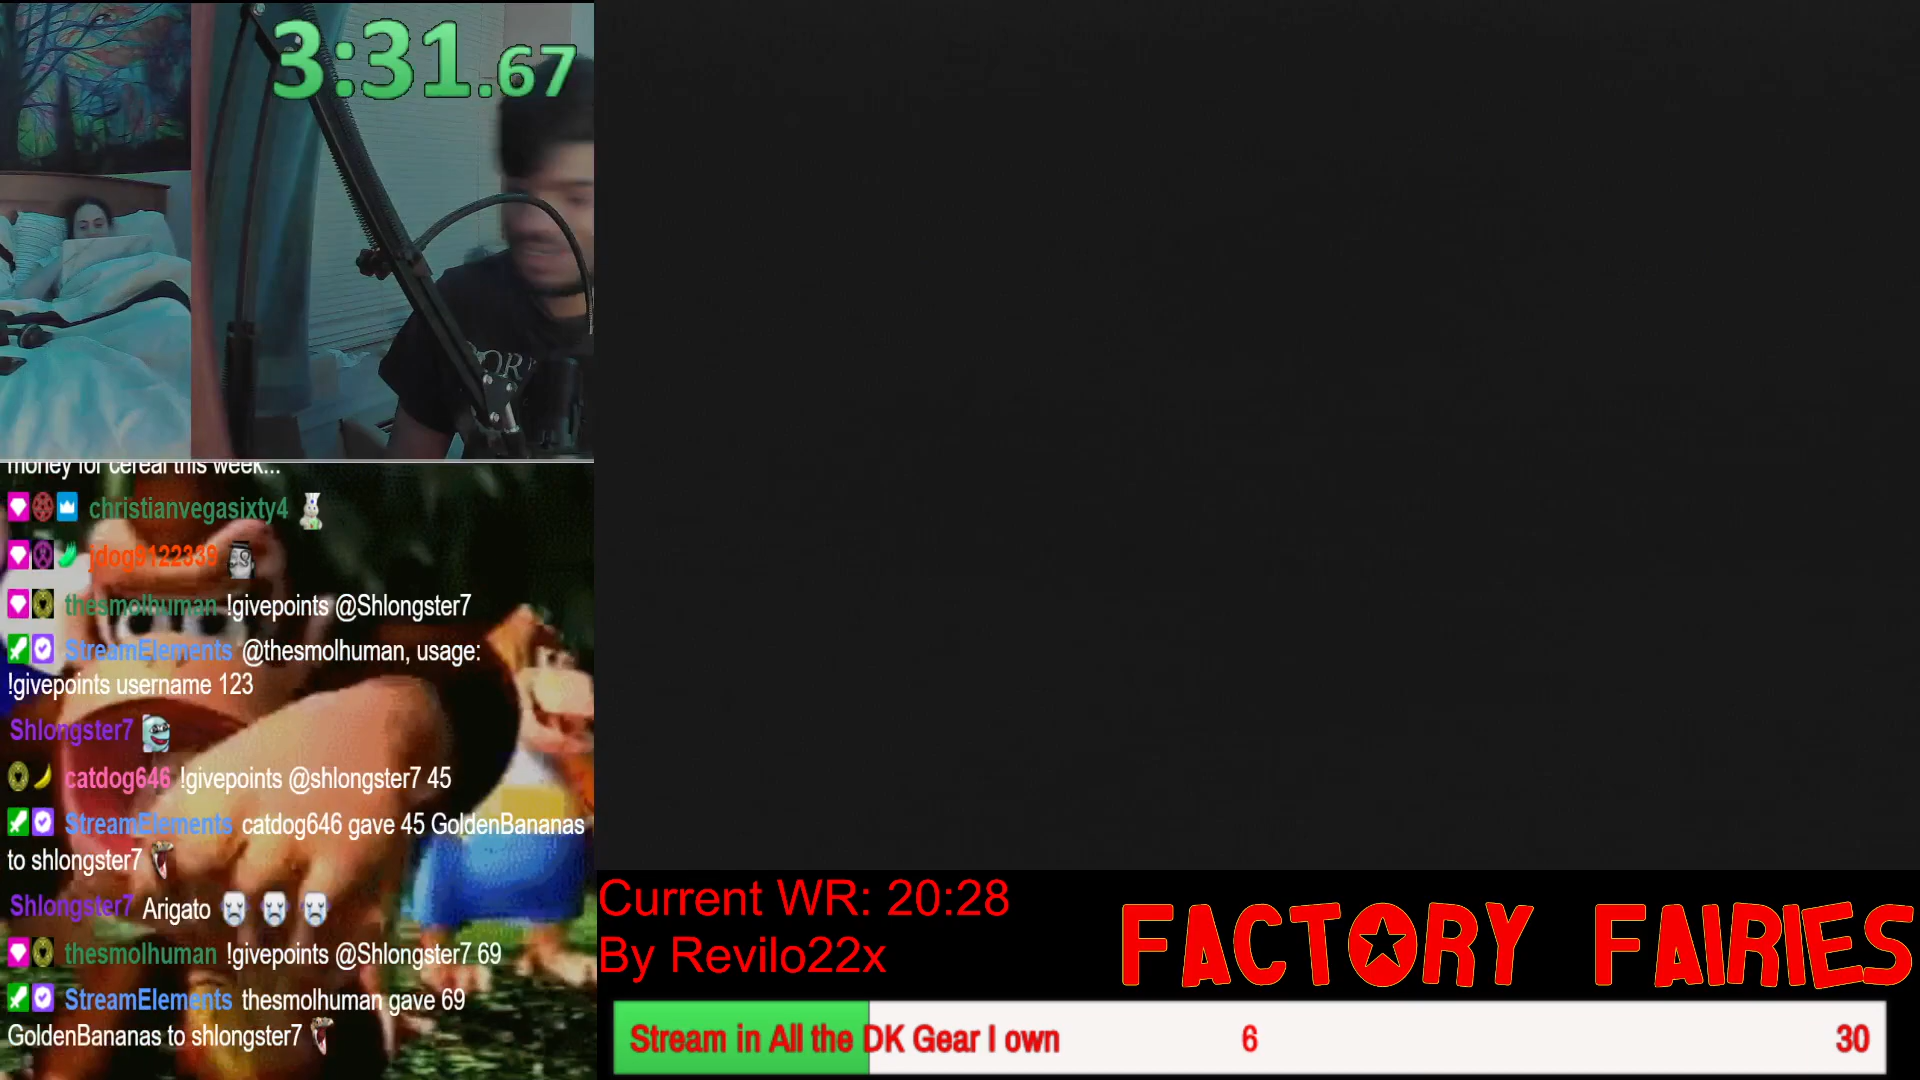 3:31.67
money for cereal this week...
christianvegasixty4
jdog9122339
thesmolhuman !givepoints @Shlongster7
StreamElements @thesmolhuman, usage:
!givepoints username 123
Shlongster7
catdog646 !givepoints @shlongster7 45
StreamElements catdog646 gave 45 GoldenBananas
to shlongster7
Shlongster7 Arigato
thesmolhuman !givepoints @Shlongster7 69
StreamElements thesmolhuman gave 69
GoldenBananas to shlongster7
Current WR: 20:28
By Revilo22x
FACTORY FAIRIES
Stream in All the DK Gear I own 6 30